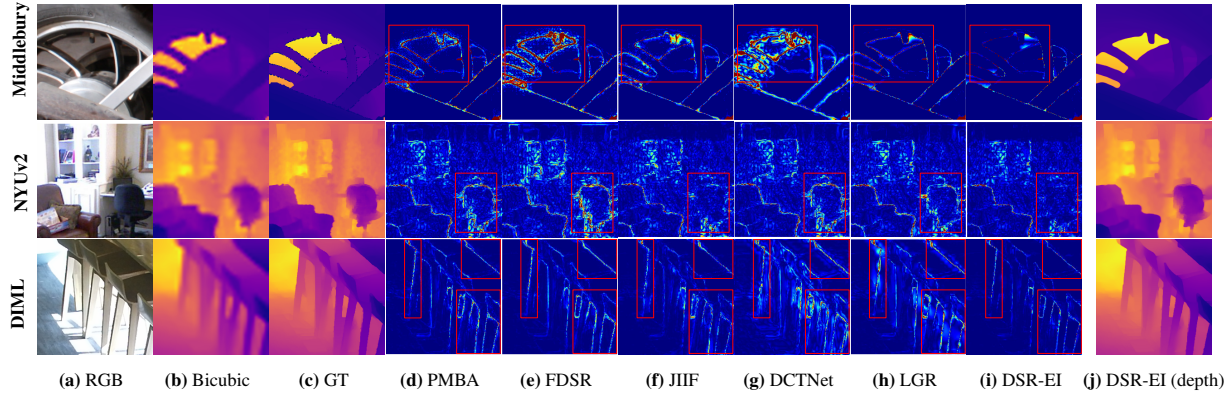 Middlebury
NYUv2
DIML
(a) RGB (b) Bicubic (c) GT (d) PMBA (e) FDSR (f) JIIF (g) DCTNet (h) LGR (i) DSR-EI (j) DSR-EI (depth)